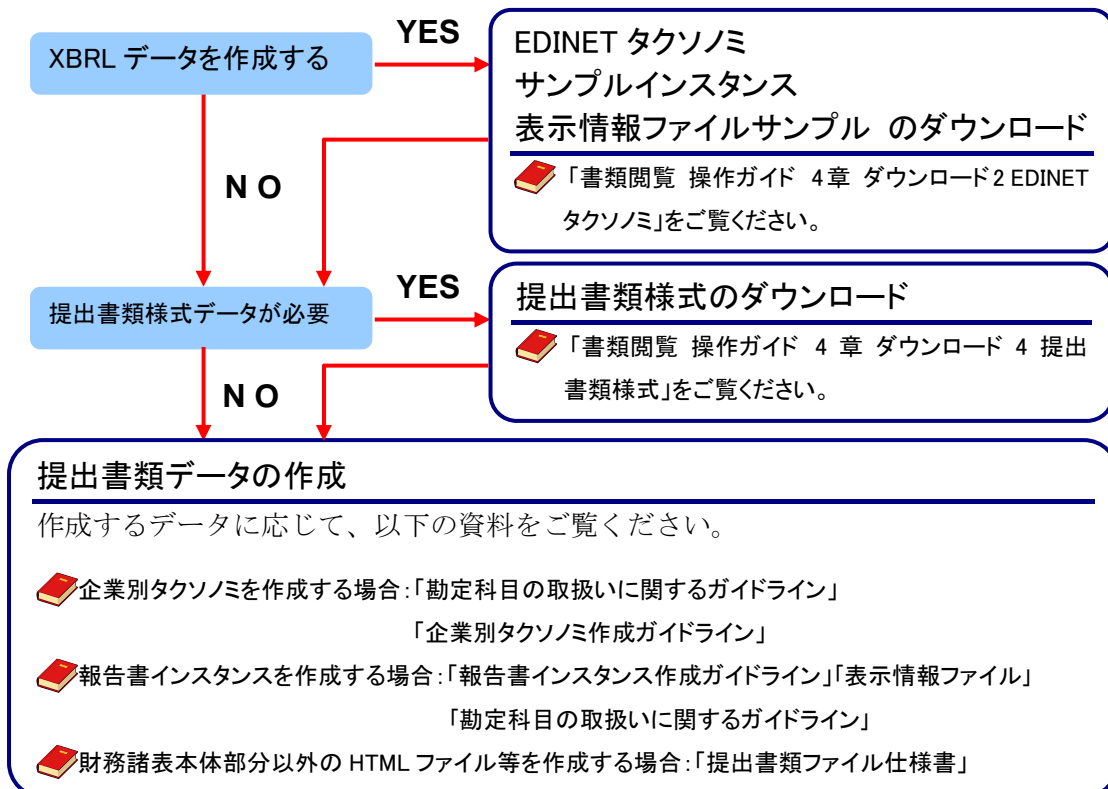 XBRL データを作成する
YES
EDINET タクソノミ
サンプルインスタンス
表示情報ファイルサンプル のダウンロード
「書類閲覧 操作ガイド 4章 ダウンロード2 EDINET
タクソノミ」をご覧ください。
N O
提出書類様式データが必要
YES
提出書類様式のダウンロード
「書類閲覧 操作ガイド 4 章 ダウンロード 4 提出
書類様式」をご覧ください。
N O
提出書類データの作成
作成するデータに応じて、以下の資料をご覧ください。
企業別タクソノミを作成する場合:「勘定科目の取扱いに関するガイドライン」
「企業別タクソノミ作成ガイドライン」
報告書インスタンスを作成する場合:「報告書インスタンス作成ガイドライン」「表示情報ファイル」
「勘定科目の取扱いに関するガイドライン」
財務諸表本体部分以外の HTML ファイル等を作成する場合:「提出書類ファイル仕様書」